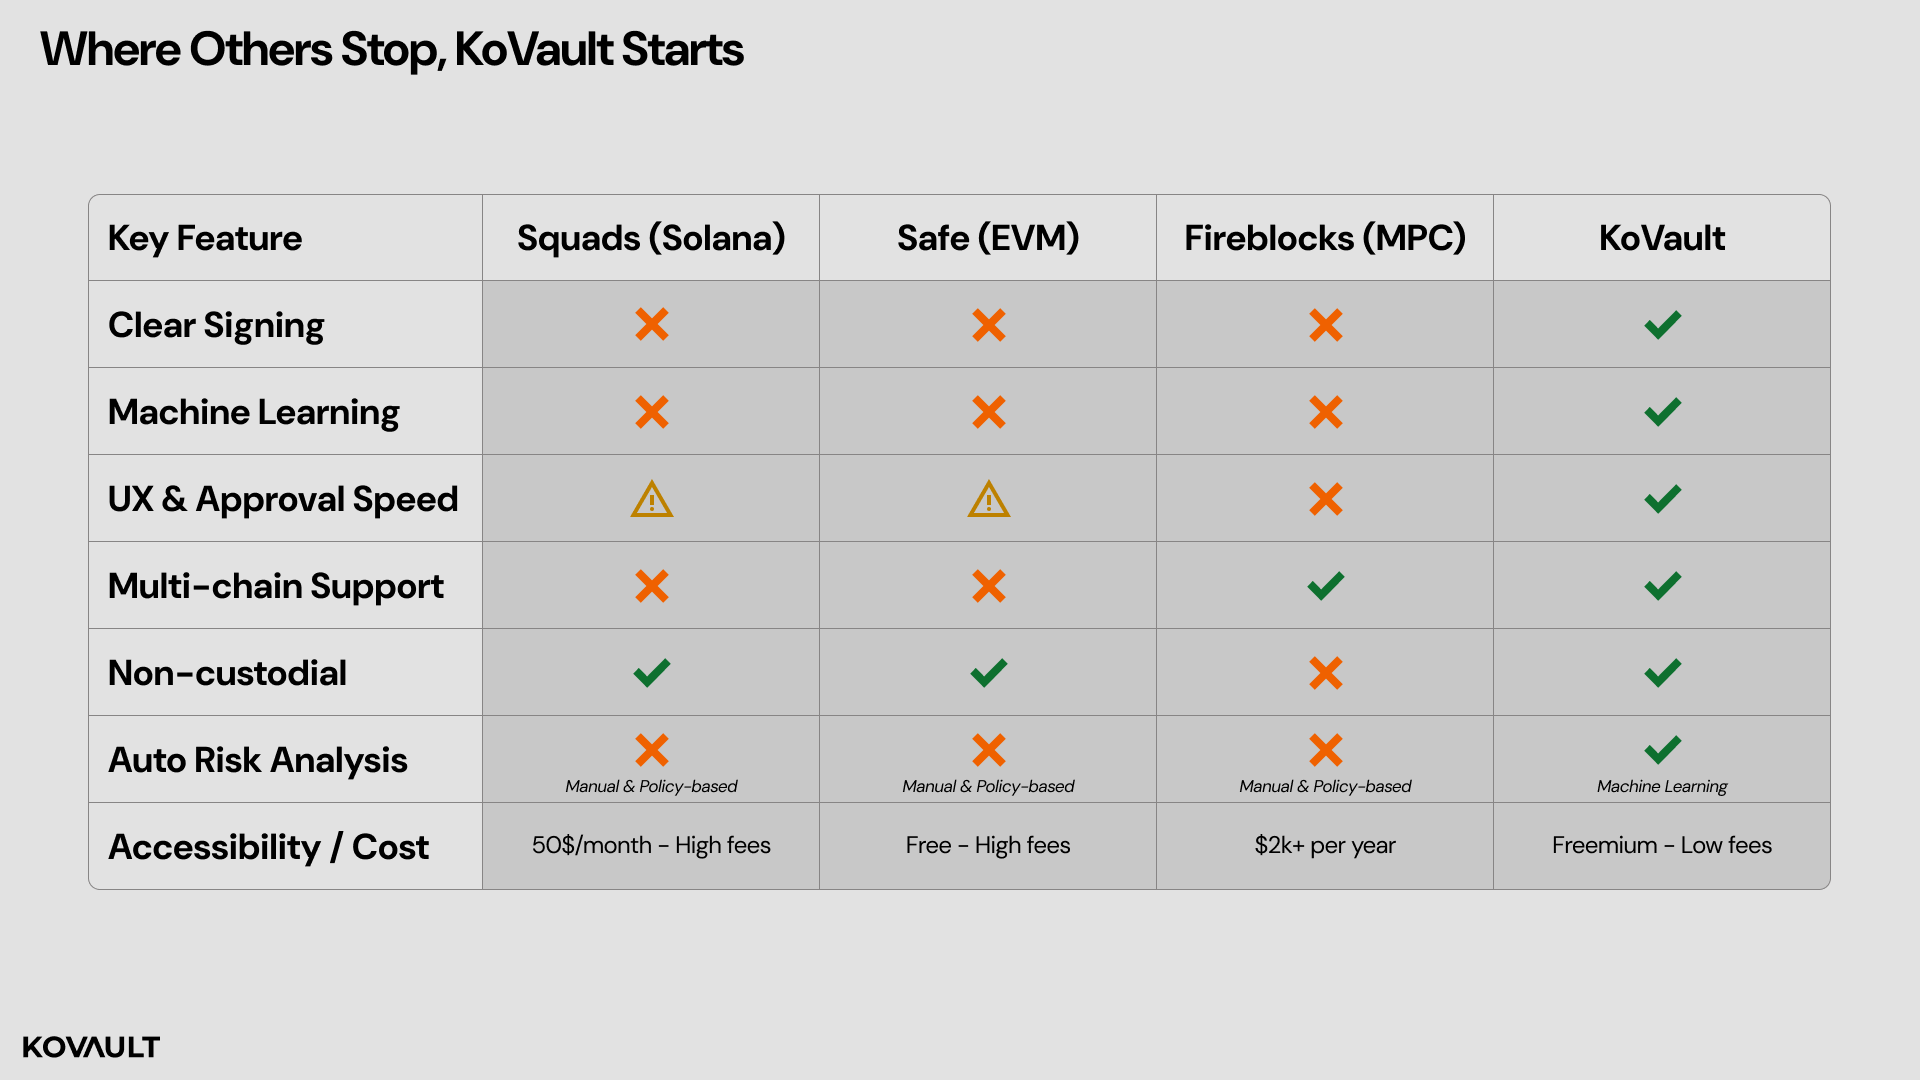 Where Others Stop, KoVault Starts
Key Feature
Squads (Solana)
Safe (EVM)
Fireblocks (MPC)
KoVault
Clear Signing
Machine Learning
UX & Approval Speed
Multi-chain Support
Non-custodial
Auto Risk Analysis
Manual & Policy-based
Manual & Policy-based
Manual & Policy-based
Machine Learning
Accessibility / Cost
50$/month - High fees
Free - High fees
$2k+ per year
Freemium - Low fees
KOVAULT